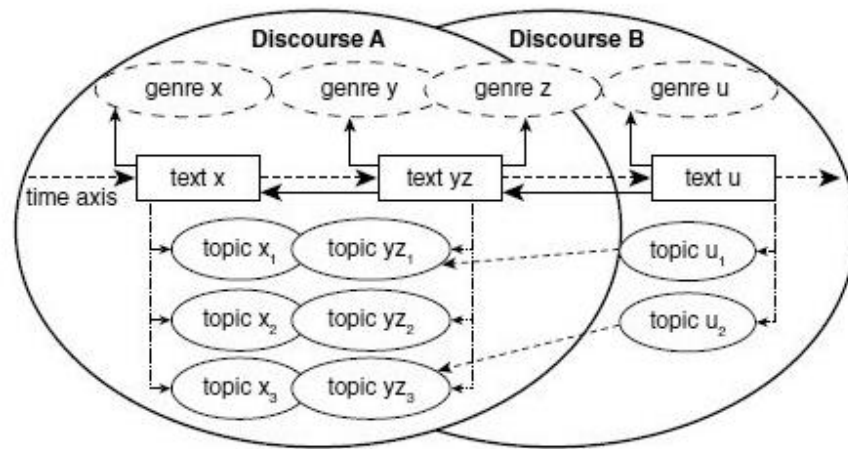 Discourse A Discourse B
genre x genre y genre z genre u
text x text yz text u
time axis
topic x₁ topic yz₁ topic u₁
topic x₂ topic yz₂ topic u₂
topic x₃ topic yz₃